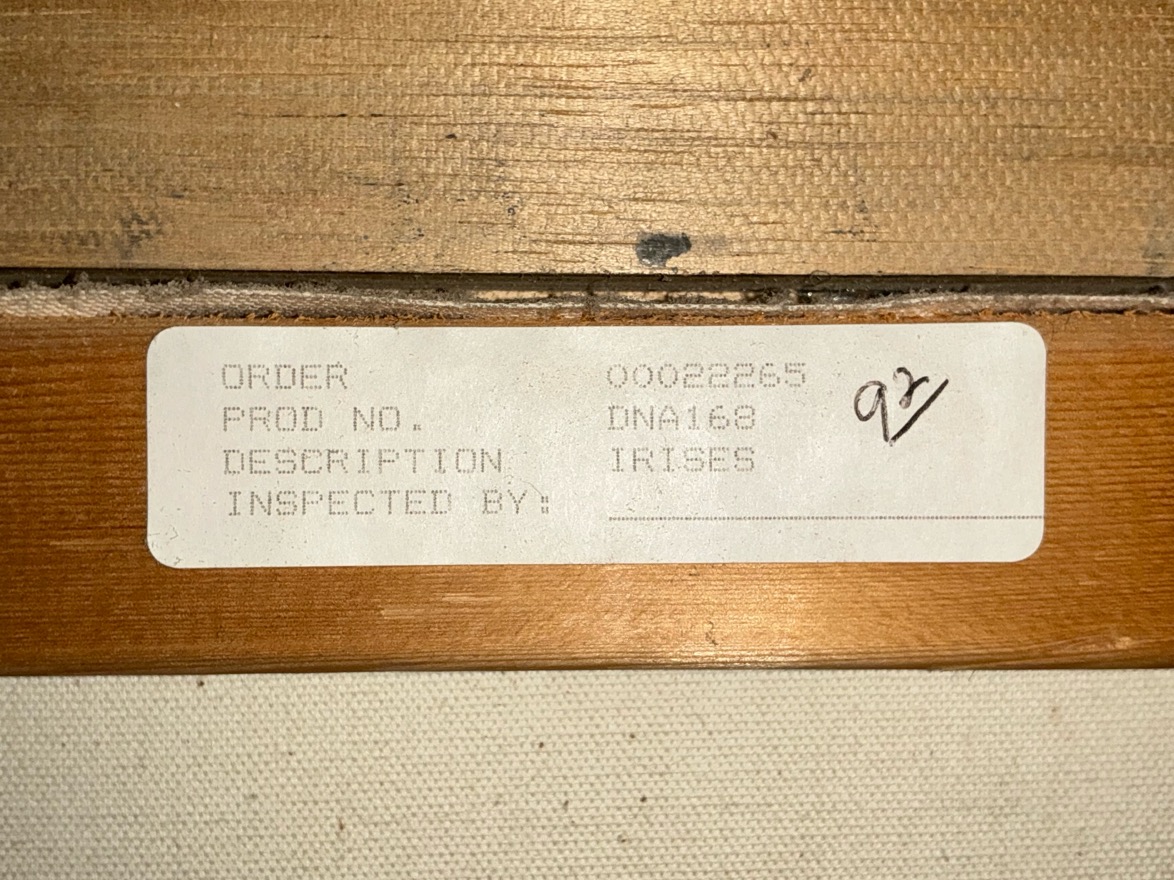 ORDER 00022265
PROD NO. DNA168
DESCRIPTION IRISES
INSPECTED BY:
92